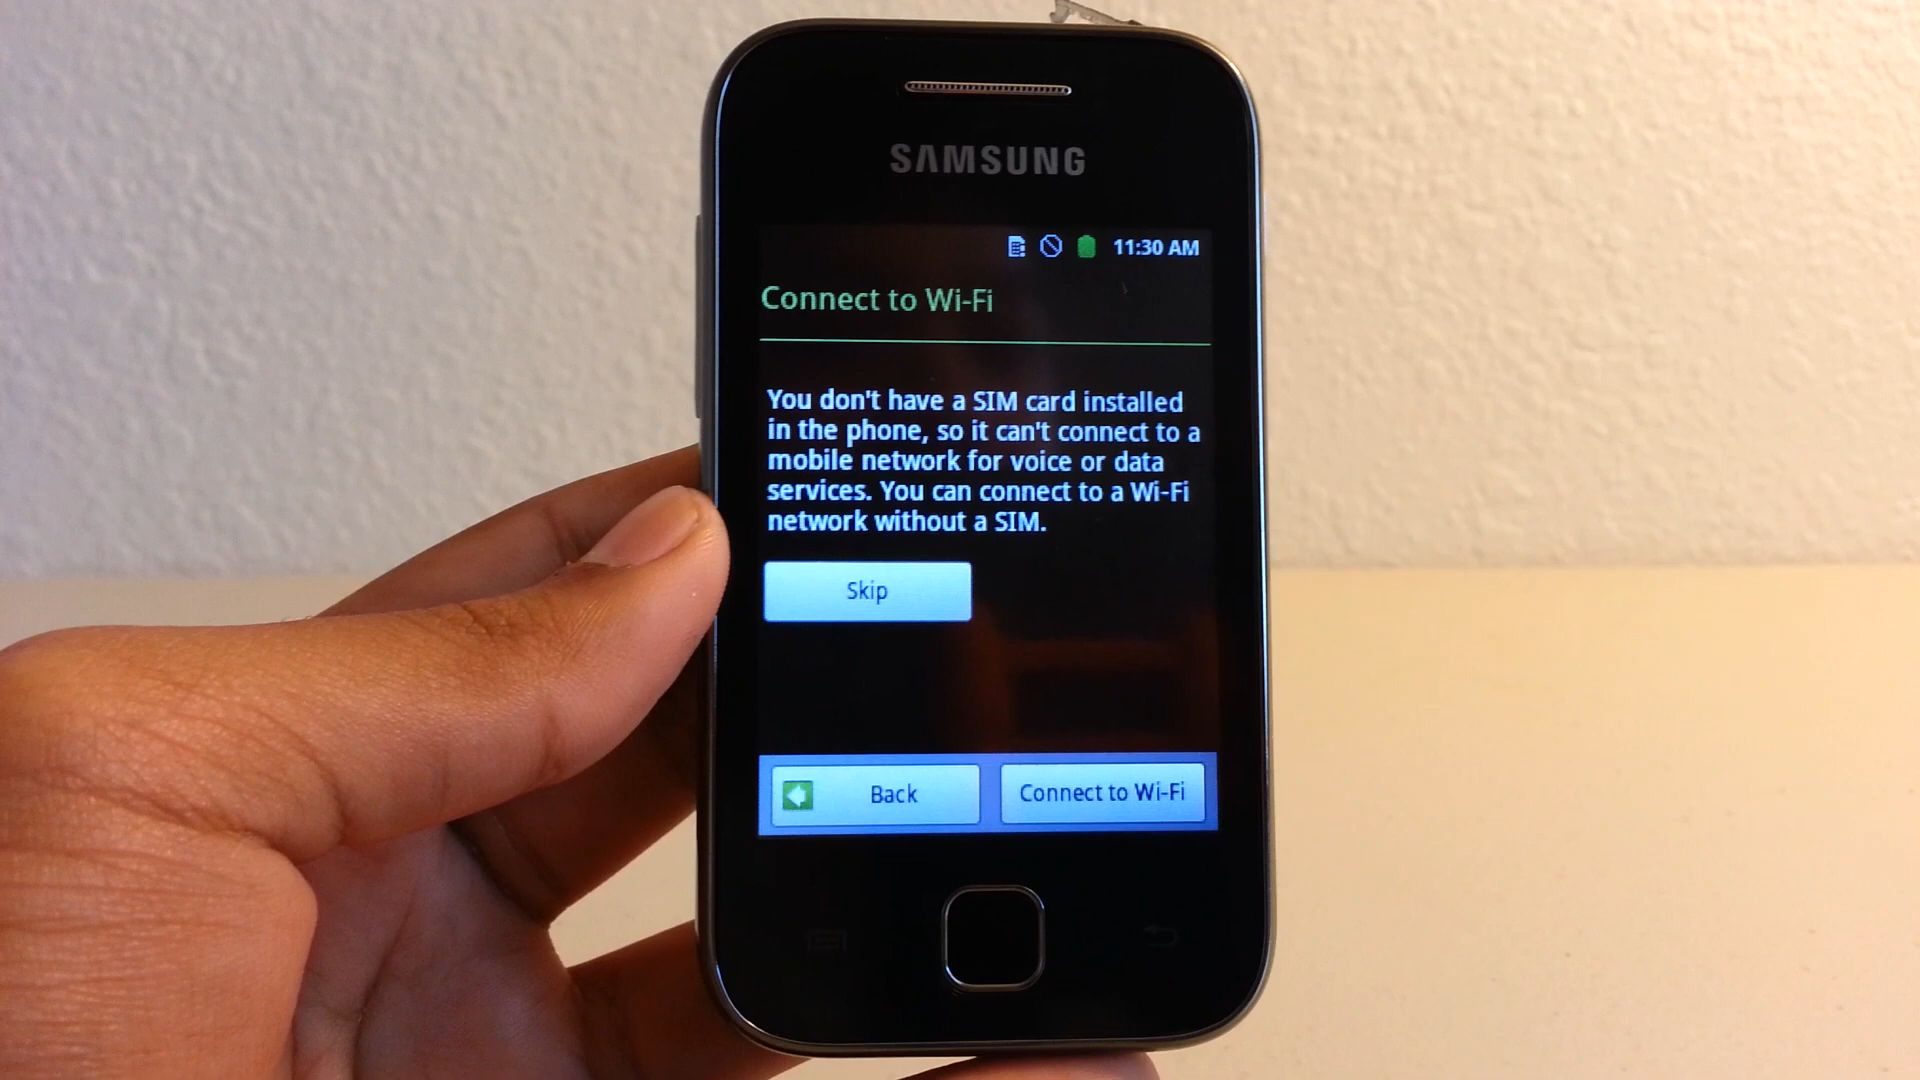 SAMSUNG
11:30 AM
Connect to Wi-Fi
You don't have a SIM card installed
in the phone, so it can't connect to a
mobile network for voice or data
services. You can connect to a Wi-Fi
network without a SIM.
Skip
Back
Connect to Wi-Fi